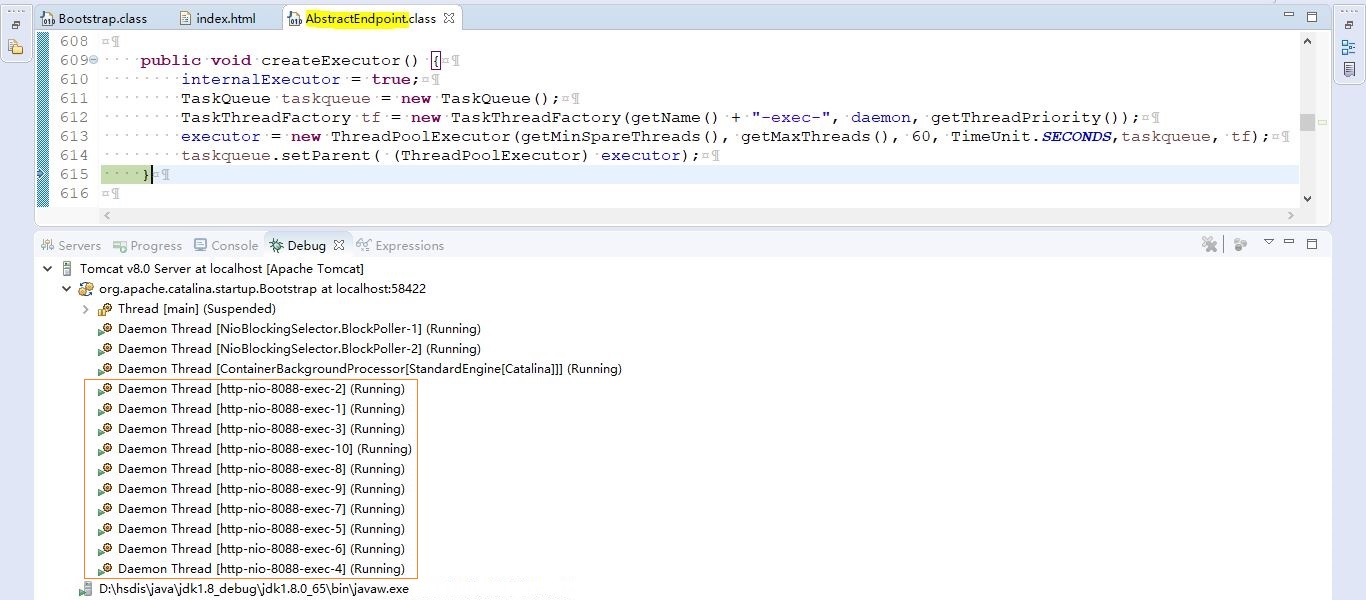 Bootstrap.class index.html AbstractEndpoint.class
608
609 public void createExecutor() {
610 internalExecutor = true;
611 TaskQueue taskqueue = new TaskQueue();
612 TaskThreadFactory tf = new TaskThreadFactory(getName() + "-exec-", daemon, getThreadPriority());
613 executor = new ThreadPoolExecutor(getMinSpareThreads(), getMaxThreads(), 60, TimeUnit.SECONDS,taskqueue, tf);
614 taskqueue.setParent( (ThreadPoolExecutor) executor);
615 }
616
Servers Progress Console Debug Expressions
Tomcat v8.0 Server at localhost [Apache Tomcat]
org.apache.catalina.startup.Bootstrap at localhost:58422
Thread [main] (Suspended)
Daemon Thread [NioBlockingSelector.BlockPoller-1] (Running)
Daemon Thread [NioBlockingSelector.BlockPoller-2] (Running)
Daemon Thread [ContainerBackgroundProcessor[StandardEngine[Catalina]]] (Running)
Daemon Thread [http-nio-8088-exec-2] (Running)
Daemon Thread [http-nio-8088-exec-1] (Running)
Daemon Thread [http-nio-8088-exec-3] (Running)
Daemon Thread [http-nio-8088-exec-10] (Running)
Daemon Thread [http-nio-8088-exec-8] (Running)
Daemon Thread [http-nio-8088-exec-9] (Running)
Daemon Thread [http-nio-8088-exec-7] (Running)
Daemon Thread [http-nio-8088-exec-5] (Running)
Daemon Thread [http-nio-8088-exec-6] (Running)
Daemon Thread [http-nio-8088-exec-4] (Running)
D:\hsdis\java\jdk1.8_debug\jdk1.8.0_65\bin\javaw.exe